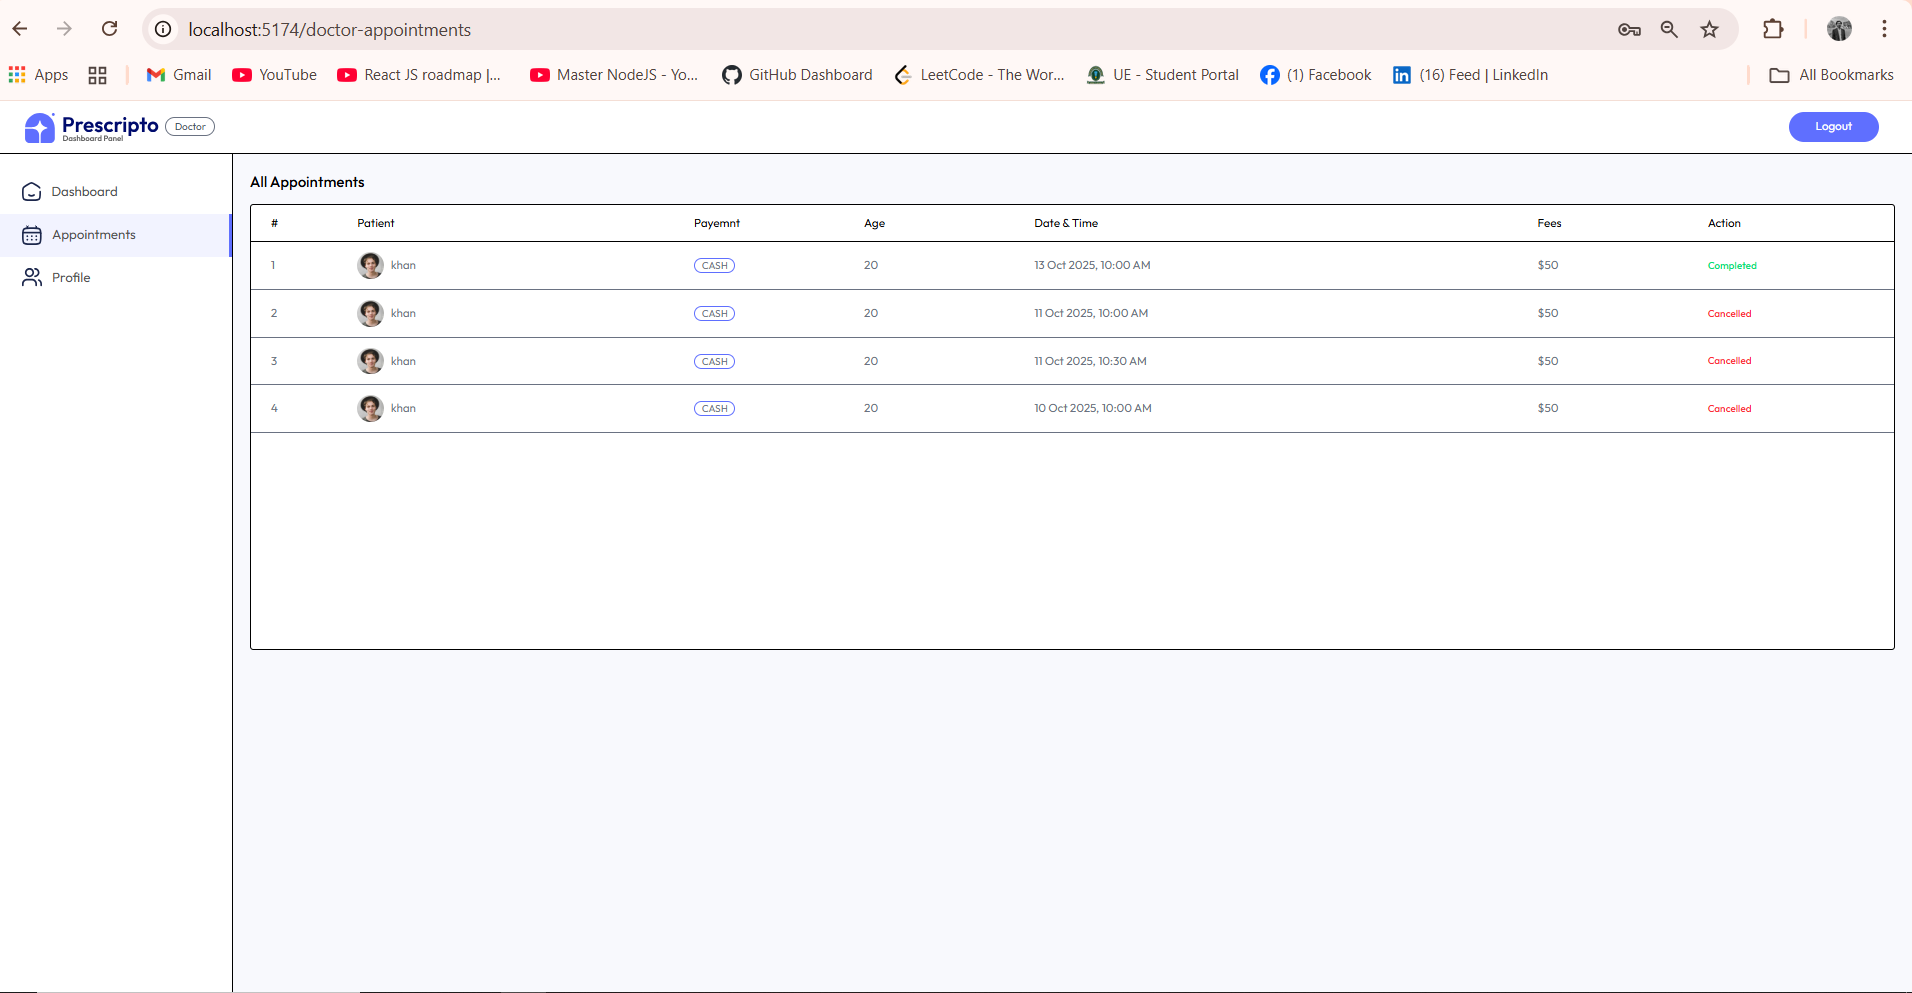 localhost:5174/doctor-appointments
Apps Gmail YouTube React JS roadmap |... Master NodeJS - Yo... GitHub Dashboard LeetCode - The Wor... UE - Student Portal (1) Facebook (16) Feed | LinkedIn All Bookmarks
Prescripto Doctor Logout
Dashboard Panel
Dashboard
Appointments
Profile
All Appointments
# Patient Payemnt Age Date & Time Fees Action
1 khan CASH 20 13 Oct 2025, 10:00 AM $50 Completed
2 khan CASH 20 11 Oct 2025, 10:00 AM $50 Cancelled
3 khan CASH 20 11 Oct 2025, 10:30 AM $50 Cancelled
4 khan CASH 20 10 Oct 2025, 10:00 AM $50 Cancelled